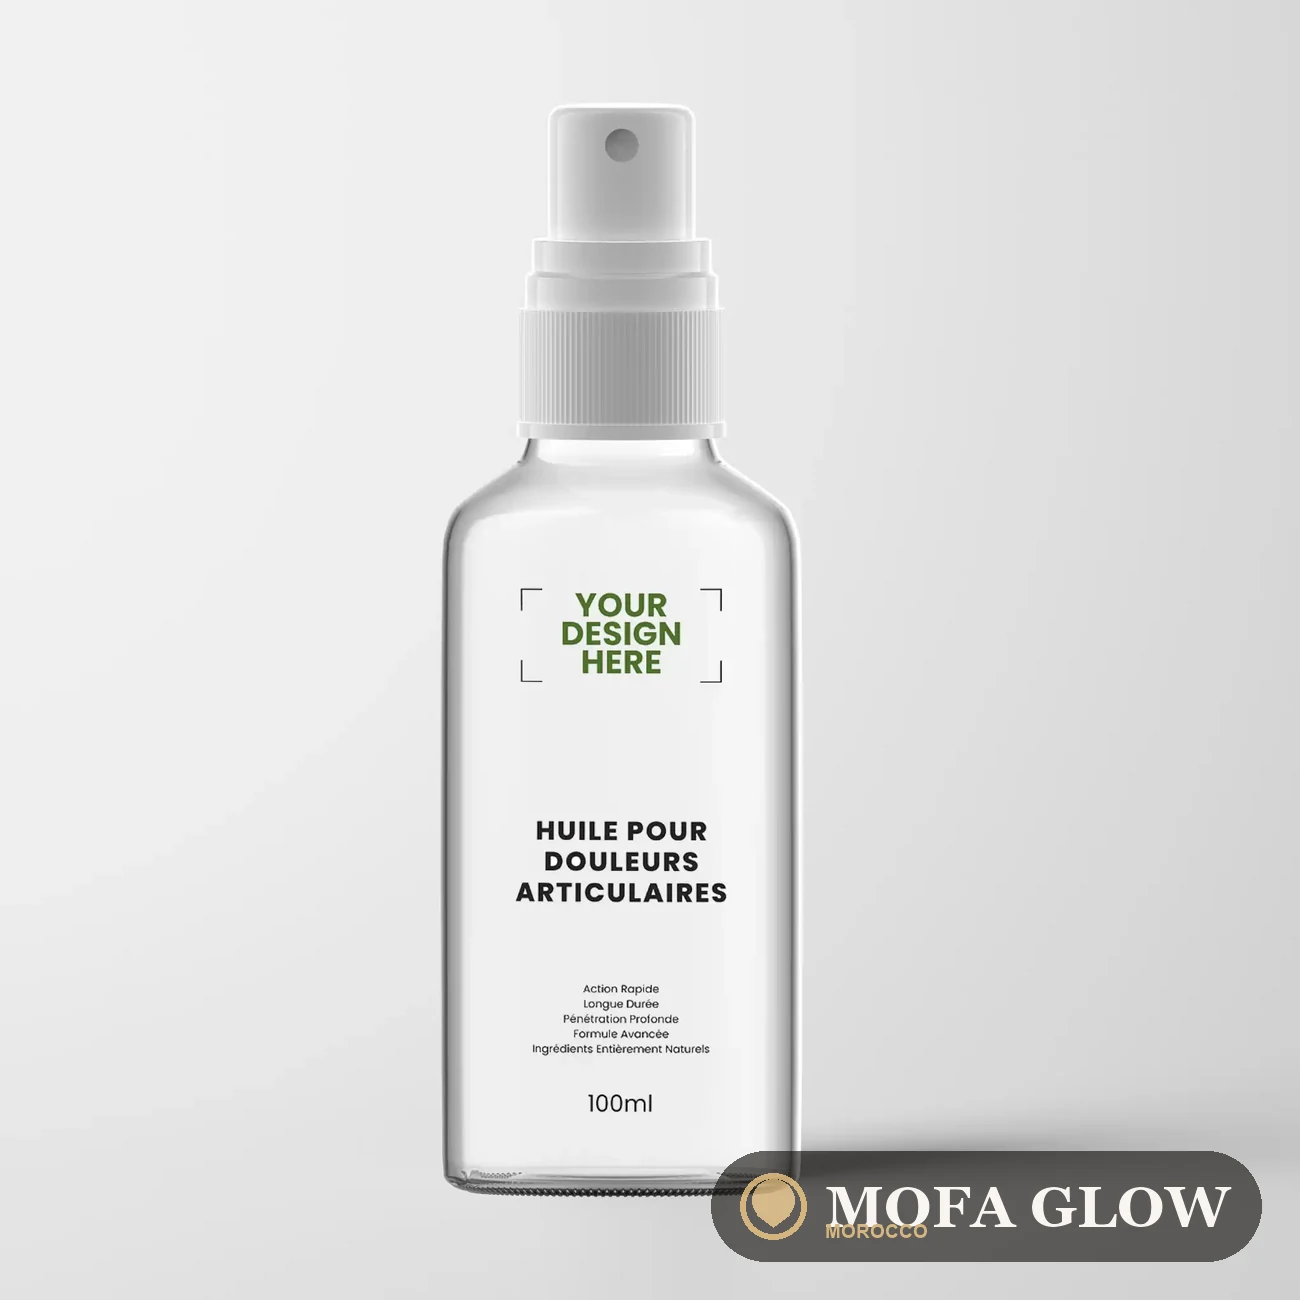 YOUR
DESIGN
HERE
HUILE POUR
DOULEURS
ARTICULAIRES
Action Rapide
Longue Durée
Pénétration Profonde
Formule Avancée
Ingrédients Entièrement Naturels
100ml
MOFA GLOW
MOROCCO